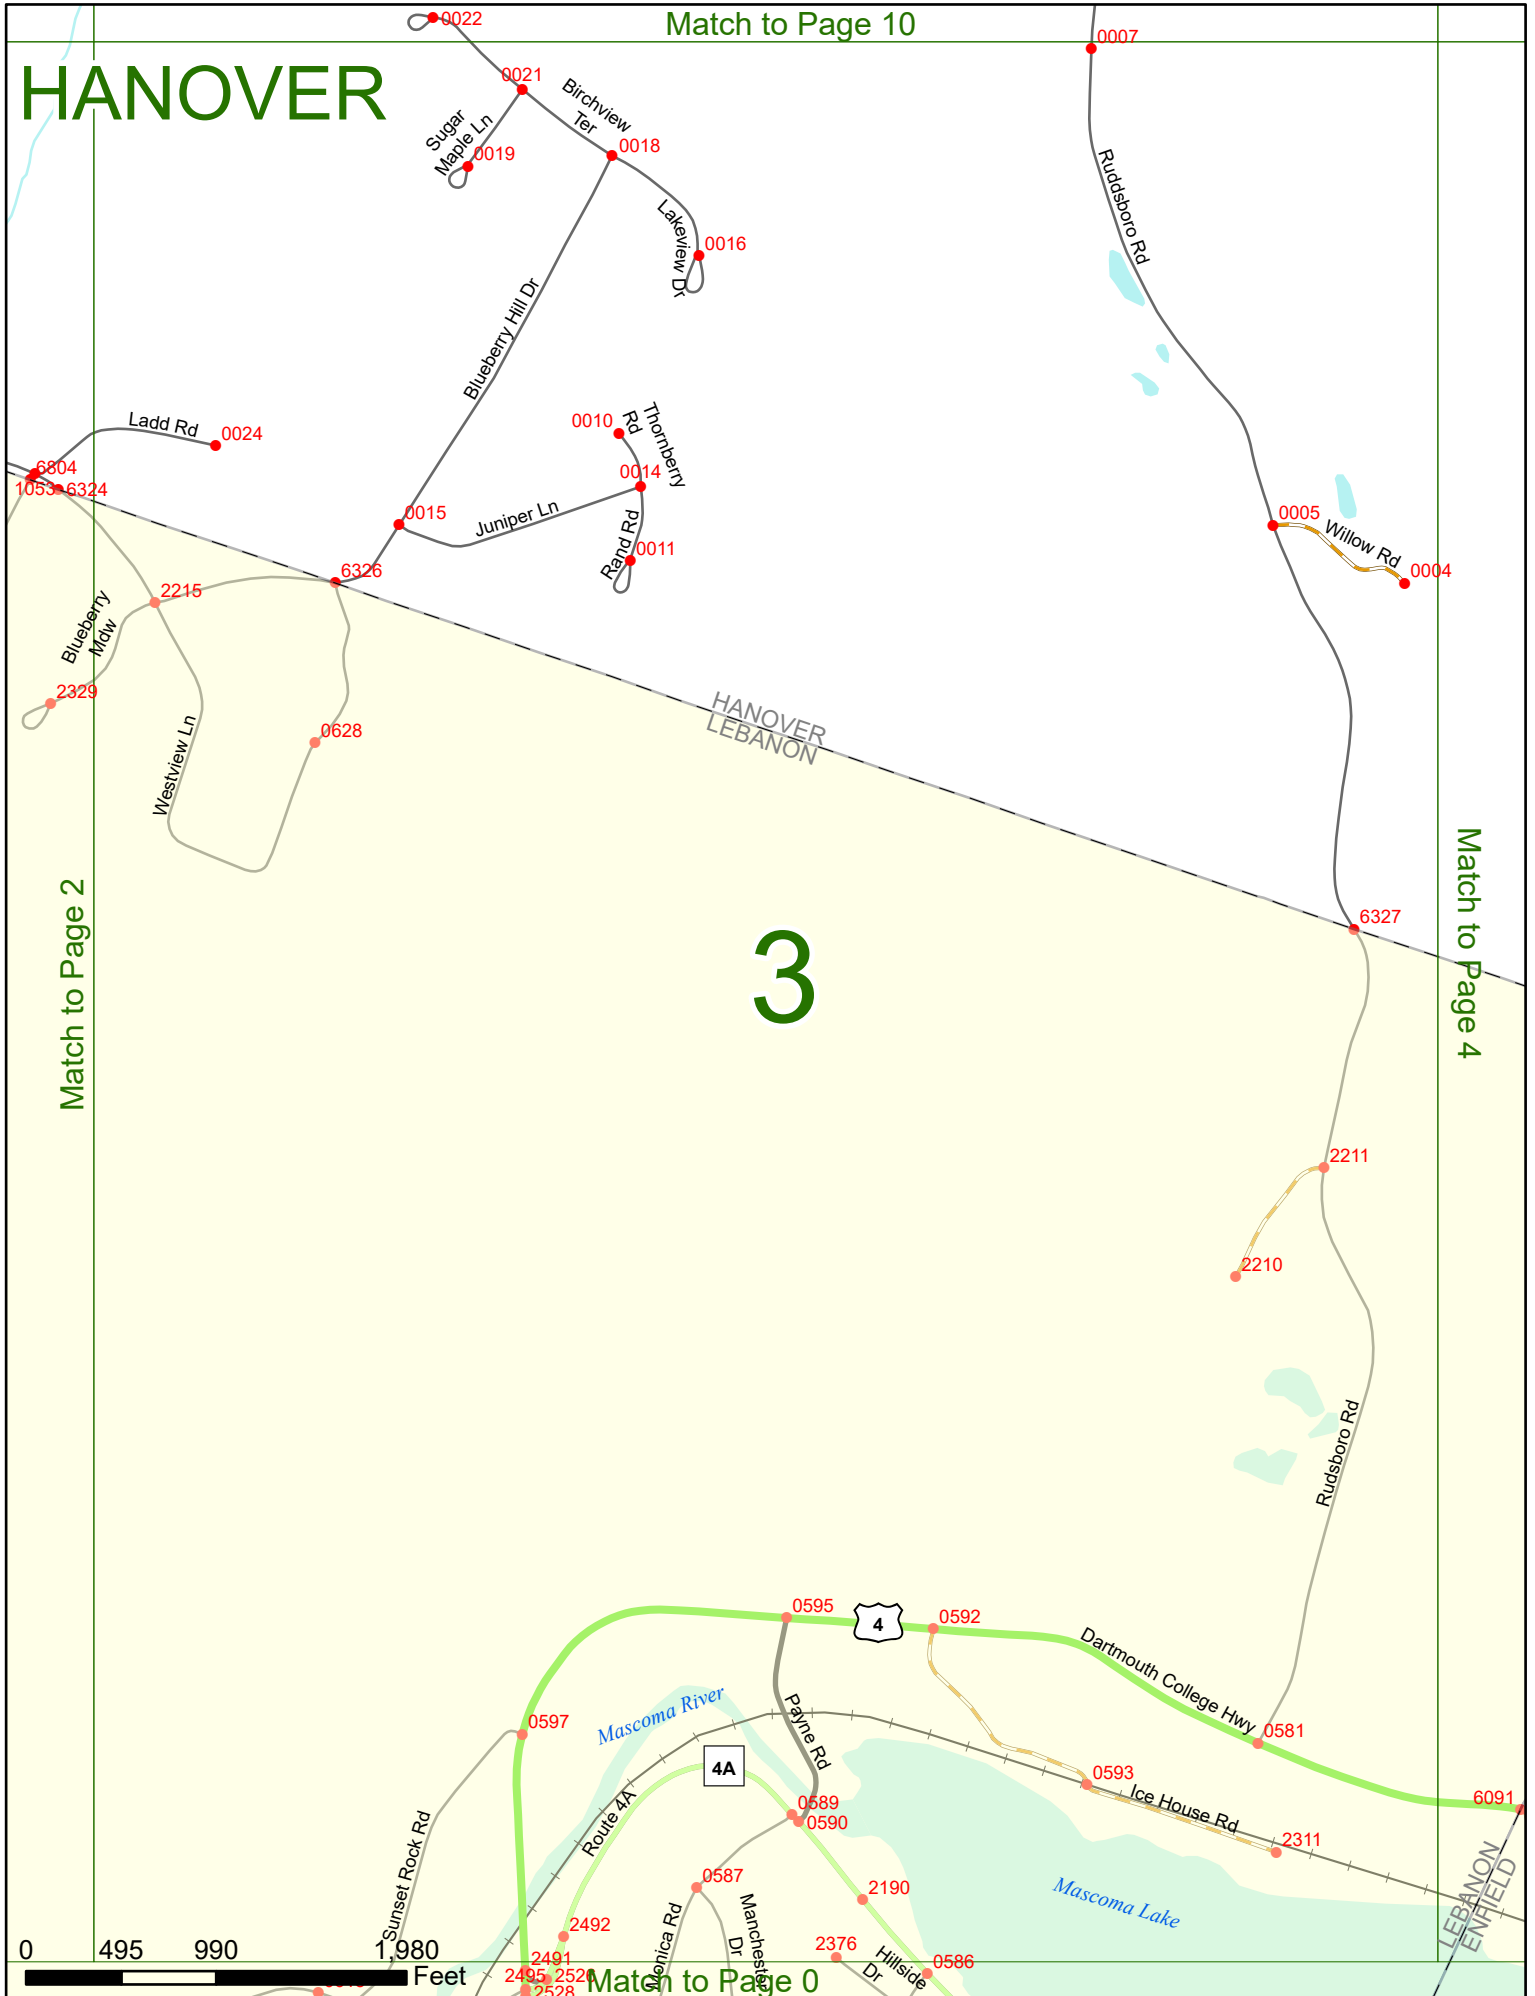 Match to Page 10
HANOVER
0022
0007
0021
Birchview
Ter
Sugar
Maple Ln
0019
0018
Ruddsboro Rd
Lakeview Dr
0016
Blueberry Hill Dr
Ladd Rd
0024
0010
Thornberry
Rd
6804
1053
6324
0014
0015
Juniper Ln
Rand Rd
0011
0005
Willow Rd
0004
6326
2215
Blueberry
Mdw
2329
0628
Westview Ln
HANOVER
LEBANON
Match to Page 2
3
6327
Match to Page 4
2211
2210
Rudsboro Rd
0595
4
0592
Dartmouth College Hwy
0597
Mascoma River
Payne Rd
0581
4A
Route 4A
0593
Ice House Rd
6091
0589
0590
2311
Sunset Rock Rd
0587
2190
Mascoma Lake
LEBANON
ENFIELD
Monica Rd
Manchester
Dr
2492
2376
Hillside
Dr
0586
2491
2495
2526
2528
0 495 990 1,980
Feet
Match to Page 0